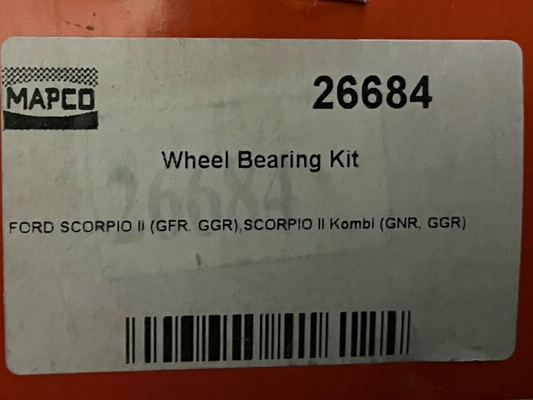 MAPCO
26684
Wheel Bearing Kit
26684
FORD SCORPIO II (GFR, GGR),SCORPIO II Kombi (GNR, GGR)